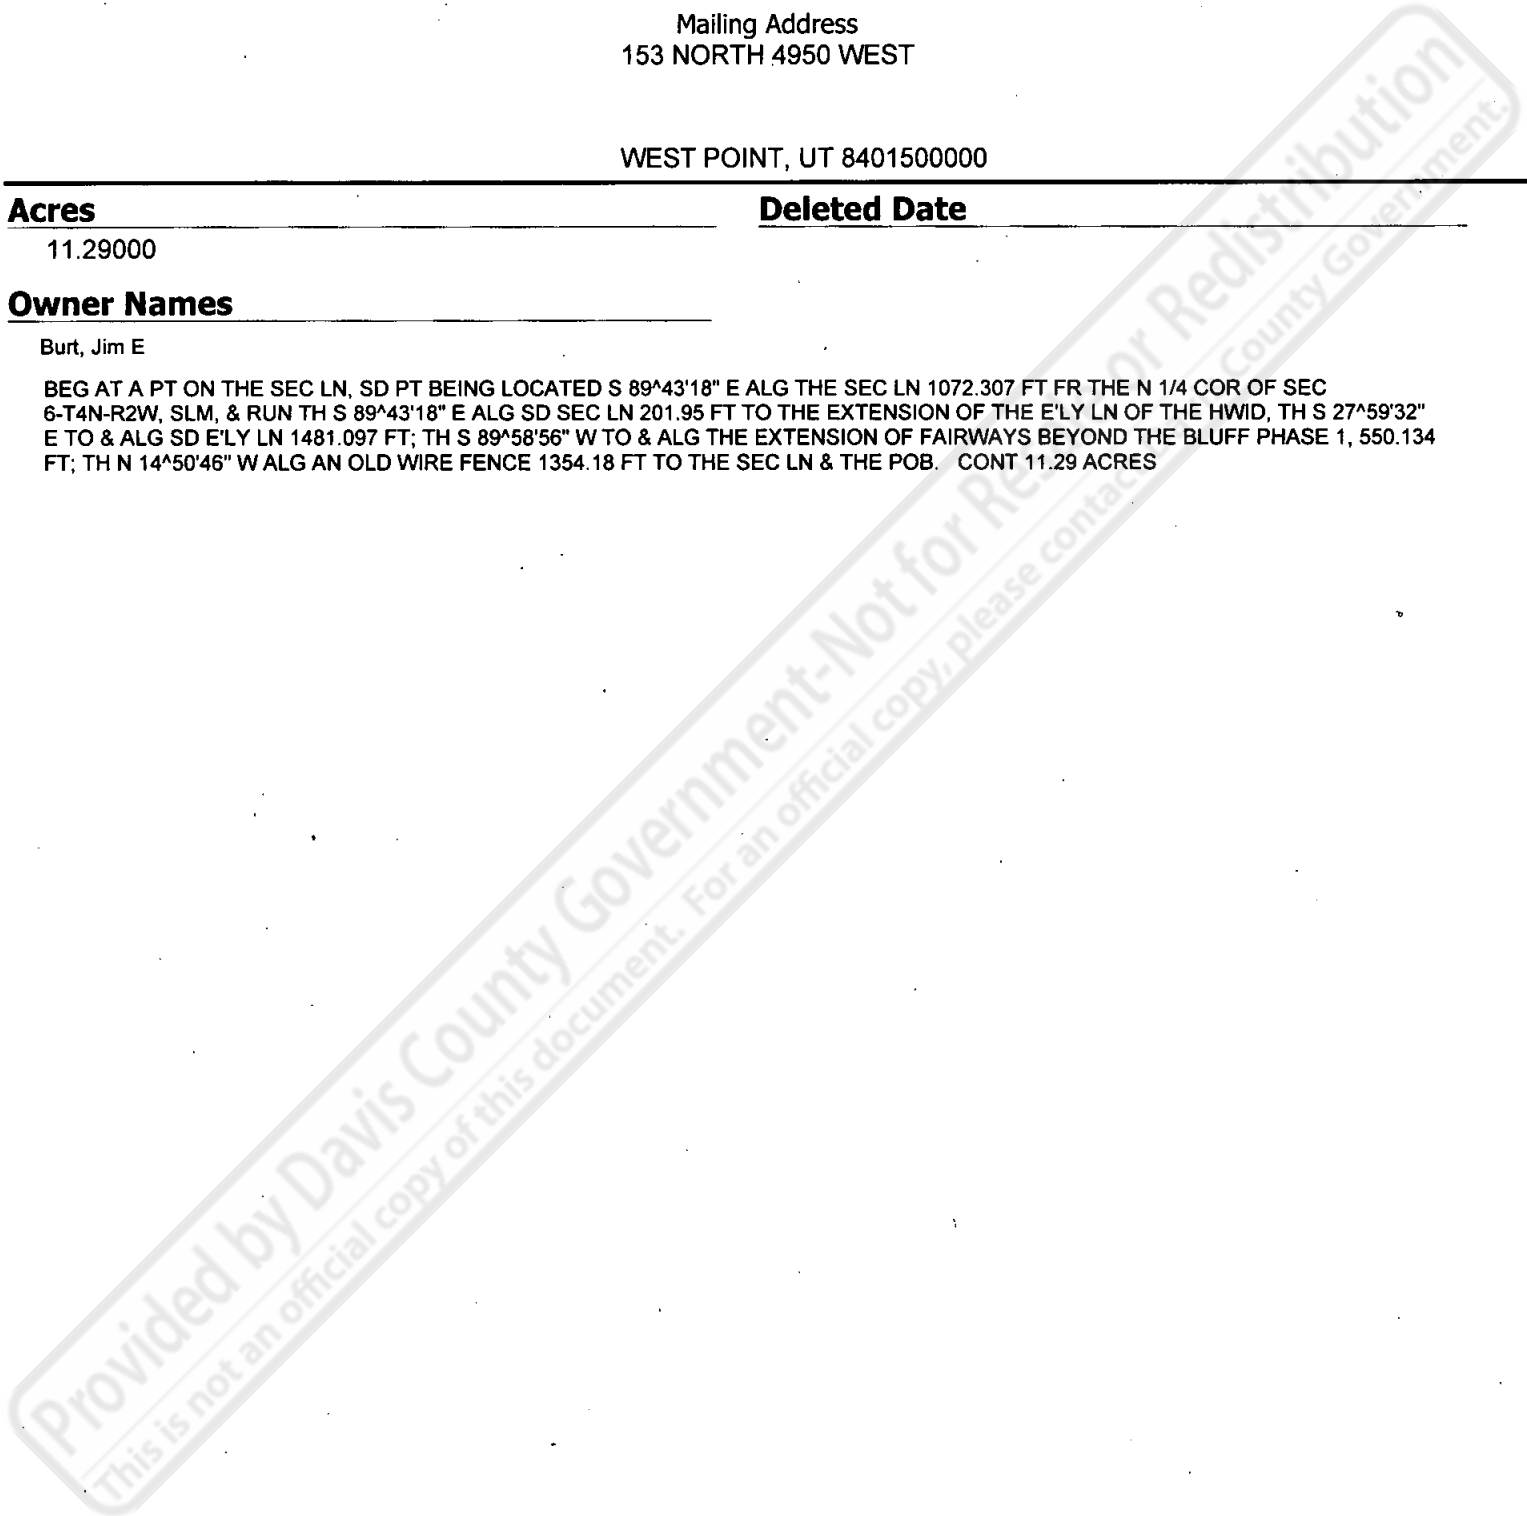 Mailing Address
153 NORTH 4950 WEST
WEST POINT, UT 8401500000
Acres
Deleted Date
11.29000
Owner Names
Burt, Jim E
BEG AT A PT ON THE SEC LN, SD PT BEING LOCATED S 89^43'18" E ALG THE SEC LN 1072.307 FT FR THE N 1/4 COR OF SEC
6-T4N-R2W, SLM, & RUN TH S 89^43'18" E ALG SD SEC LN 201.95 FT TO THE EXTENSION OF THE E'LY LN OF THE HWID, TH S 27^59'32"
E TO & ALG SD E'LY LN 1481.097 FT; TH S 89^58'56" W TO & ALG THE EXTENSION OF FAIRWAYS BEYOND THE BLUFF PHASE 1, 550.134
FT; TH N 14^50'46" W ALG AN OLD WIRE FENCE 1354.18 FT TO THE SEC LN & THE POB. CONT 11.29 ACRES
Provided by Davis County Government-Not for Resale or Redistribution
This is not an official copy of this document. For an official copy, please contact Davis County Government.